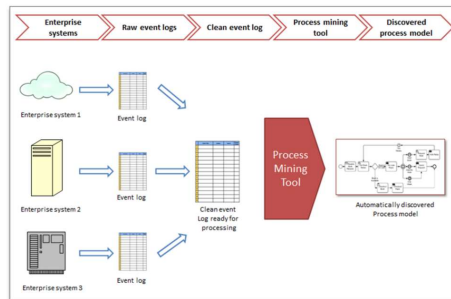 Enterprise
systems
Raw event logs
Clean event log
Process mining
tool
Discovered
process model
Enterprise system 1
Event log
Enterprise system 2
Event log
Clean event
Log ready for
processing
Process
Mining
Tool
Automatically discovered
Process model
Enterprise system 3
Event log